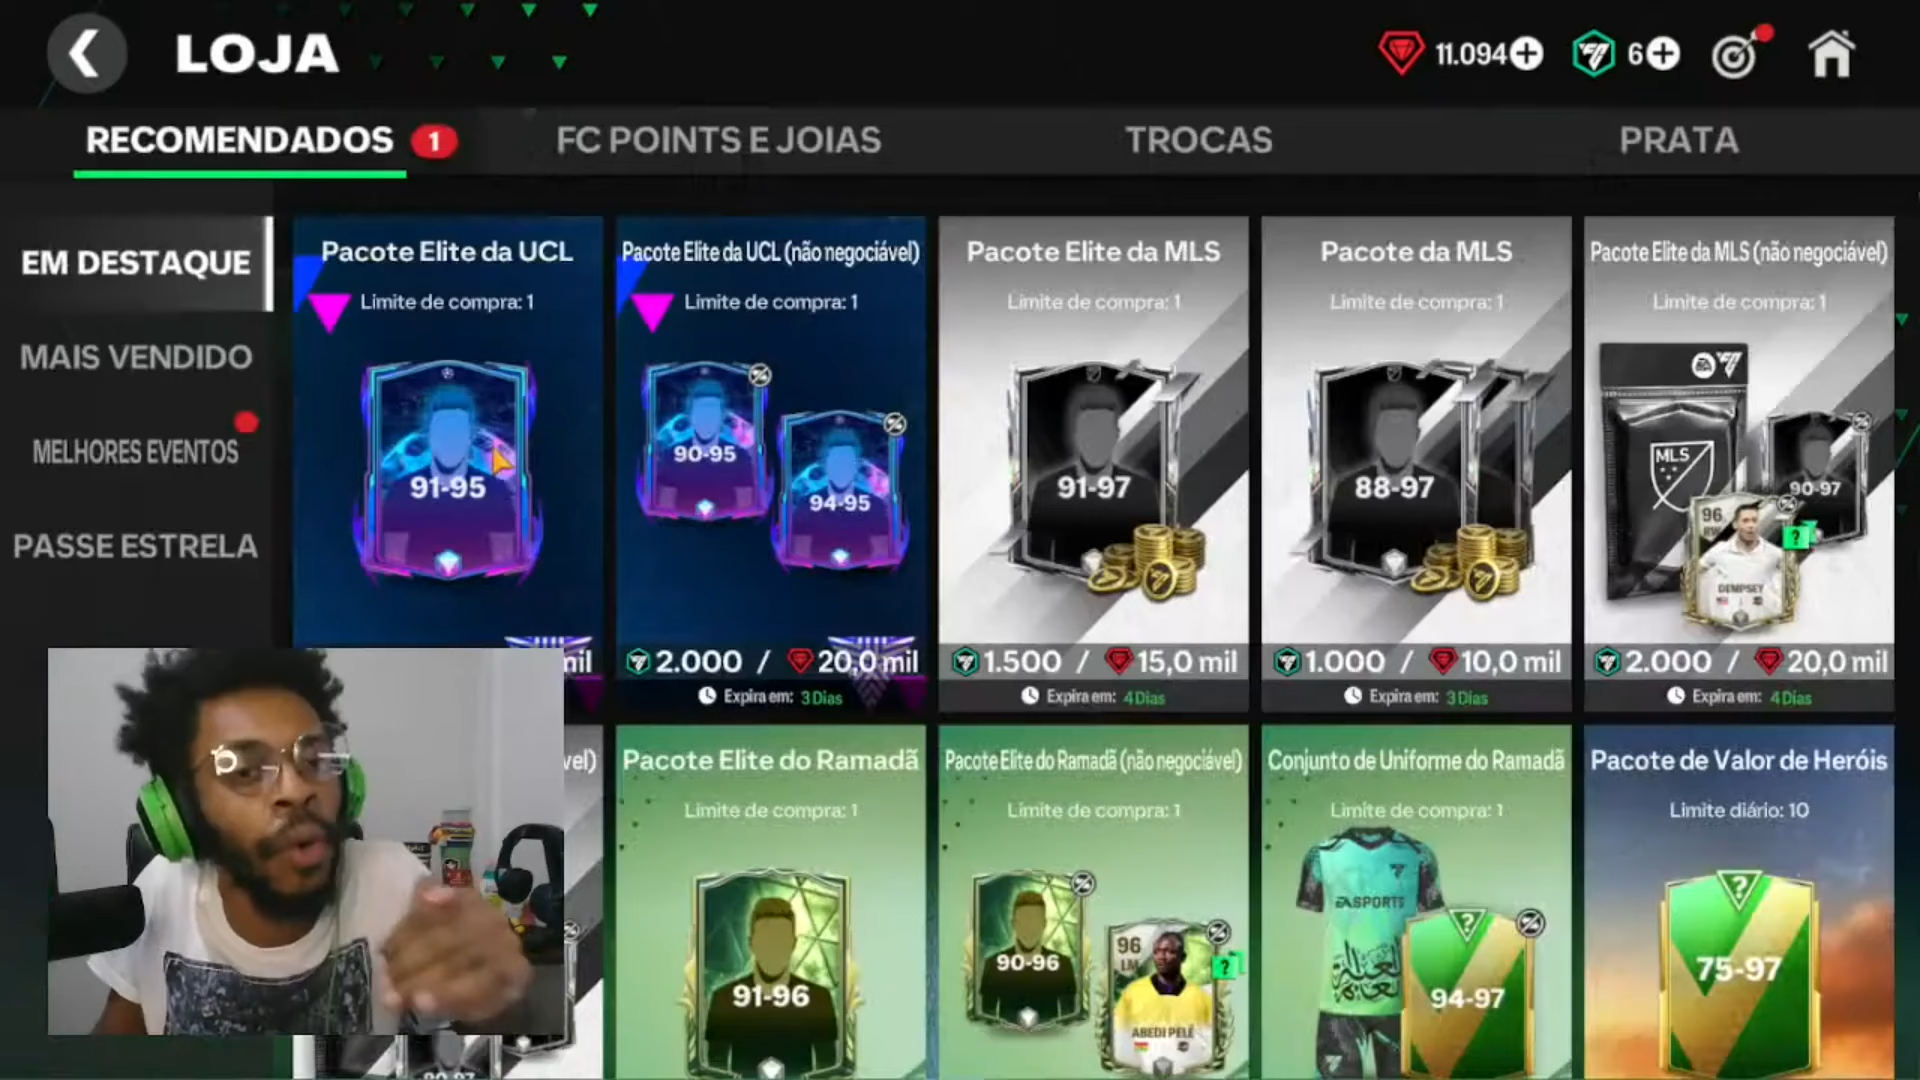 LOJA
11.094
6
RECOMENDADOS 1
FC POINTS E JOIAS
TROCAS
PRATA
EM DESTAQUE
MAIS VENDIDO
MELHORES EVENTOS
PASSE ESTRELA
Pacote Elite da UCL
Limite de compra: 1
91-95
mil
Pacote Elite da UCL (não negociável)
Limite de compra: 1
90-95
94-95
2.000 / 20,0 mil
Expira em: 3 Dias
Pacote Elite da MLS
Limite de compra: 1
91-97
1.500 / 15,0 mil
Expira em: 4 Dias
Pacote da MLS
Limite de compra: 1
88-97
1.000 / 10,0 mil
Expira em: 3 Dias
Pacote Elite da MLS (não negociável)
Limite de compra: 1
MLS
90-97
96
DEMPSEY
2.000 / 20,0 mil
Expira em: 4 Dias
vel)
90-97
Pacote Elite do Ramadã
Limite de compra: 1
91-96
Pacote Elite do Ramadã (não negociável)
Limite de compra: 1
90-96
96
LM
ABEDI PELÉ
Conjunto de Uniforme do Ramadã
Limite de compra: 1
EA SPORTS
94-97
Pacote de Valor de Heróis
Limite diário: 10
75-97